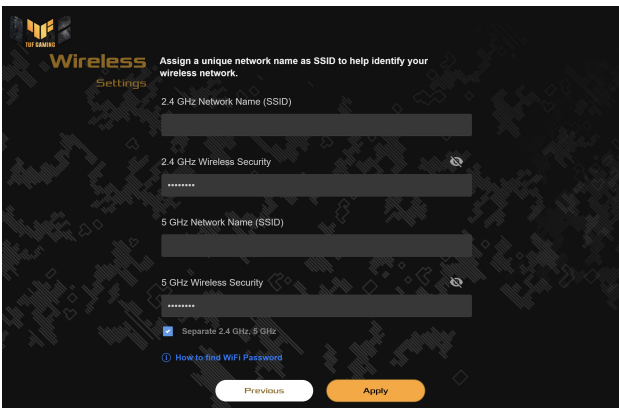 TUF GAMING
Wireless
Settings
Assign a unique network name as SSID to help identify your
wireless network.
2.4 GHz Network Name (SSID)
2.4 GHz Wireless Security
••••••••
5 GHz Network Name (SSID)
5 GHz Wireless Security
••••••••
Separate 2.4 GHz, 5 GHz
How to find WiFi Password
Previous
Apply